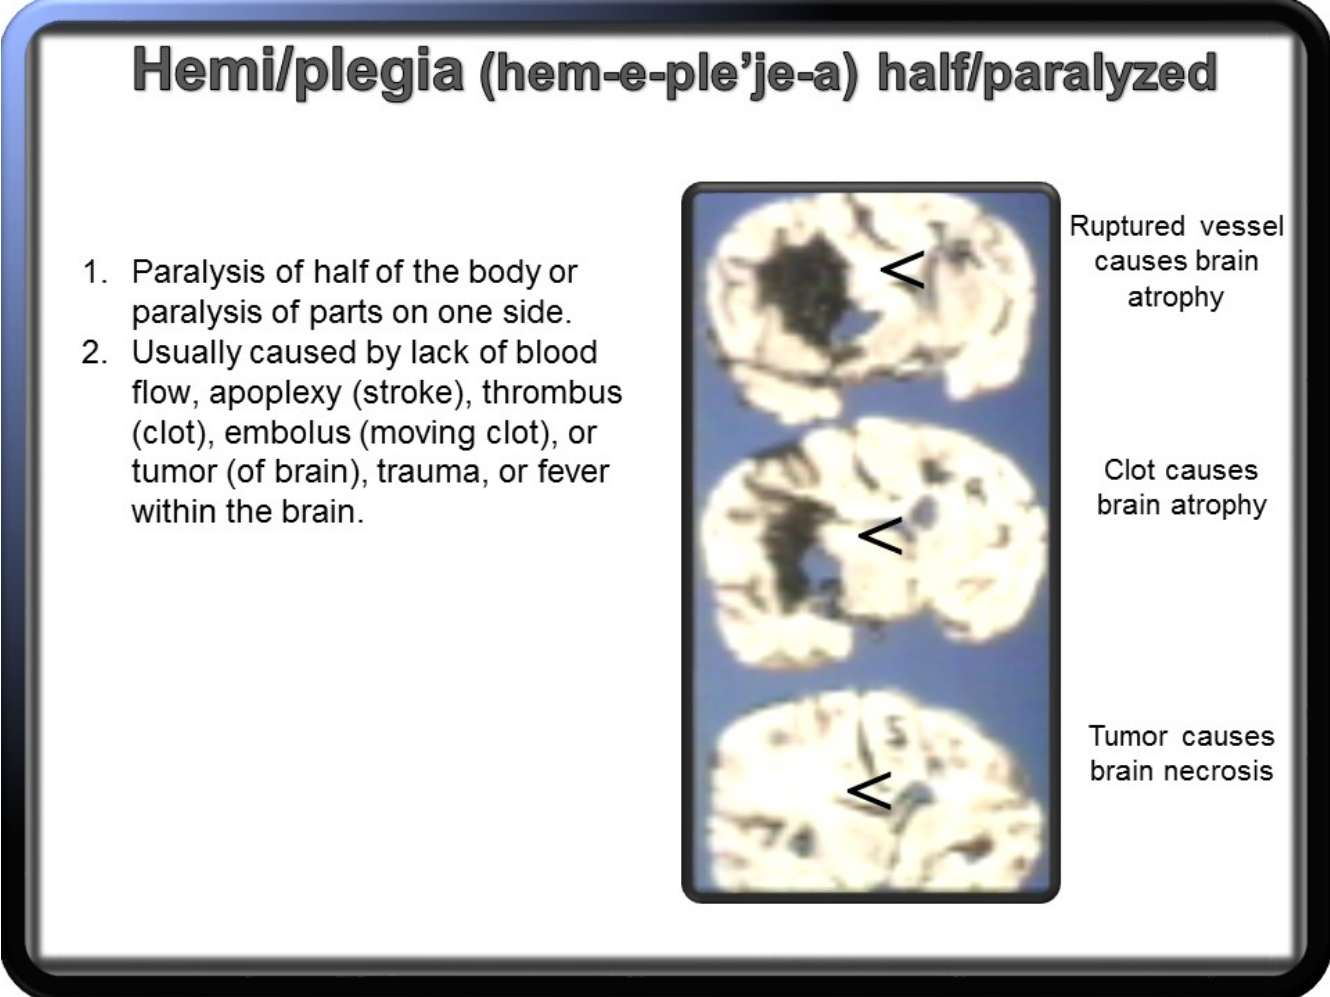 Hemi/plegia (hem-e-ple’je-a) half/paralyzed
1. Paralysis of half of the body or
paralysis of parts on one side.
2. Usually caused by lack of blood
flow, apoplexy (stroke), thrombus
(clot), embolus (moving clot), or
tumor (of brain), trauma, or fever
within the brain.
Ruptured vessel
causes brain
atrophy
<
Clot causes
brain atrophy
<
Tumor causes
brain necrosis
<